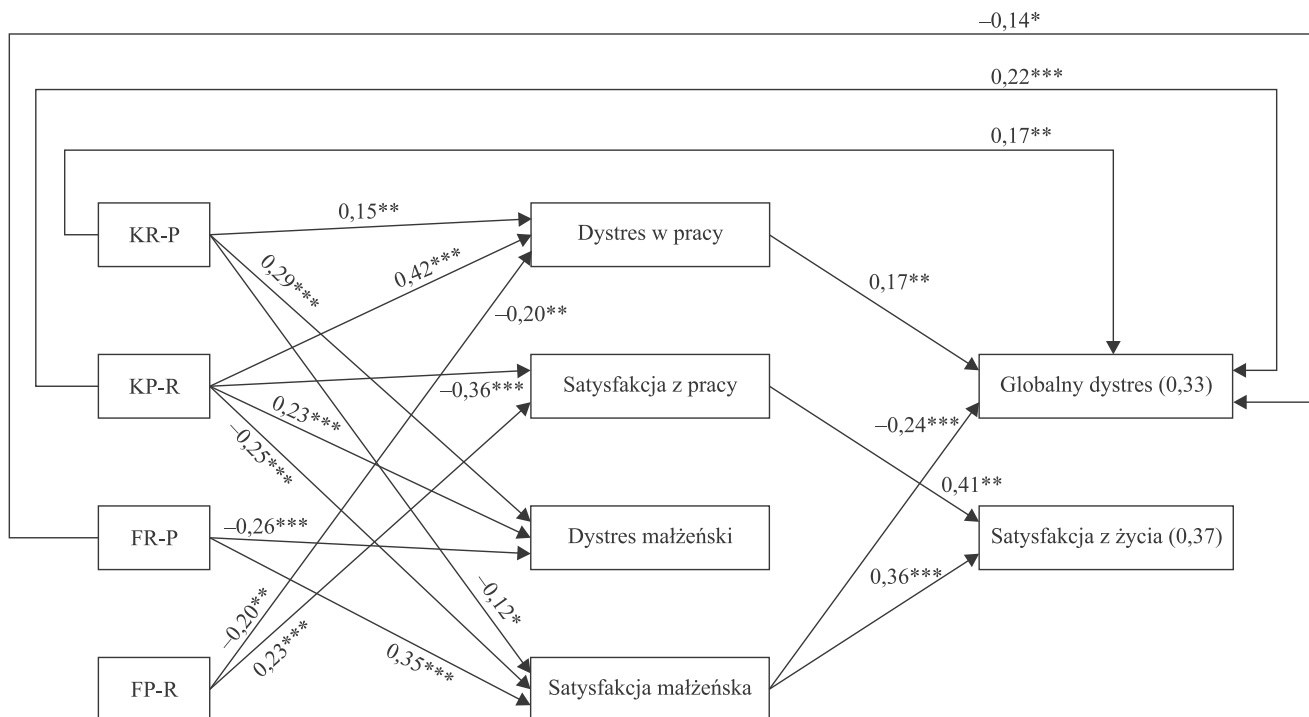 –0,14*
0,22***
0,17**
KR-P
0,15**
Dystres w pracy
0,29***
0,42***
0,17**
–0,20**
KP-R
–0,36***
Satysfakcja z pracy
Globalny dystres (0,33)
0,23***
–0,25***
–0,24***
0,41**
FR-P
–0,26***
Dystres małżeński
Satysfakcja z życia (0,37)
–0,12*
0,36***
–0,20**
0,23***
0,35***
FP-R
Satysfakcja małżeńska